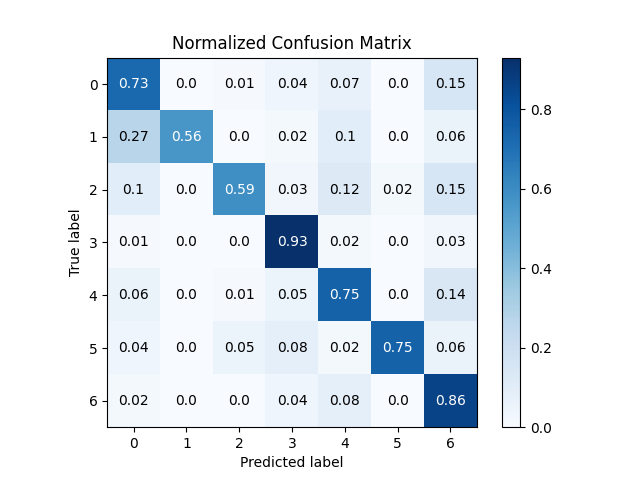 Normalized Confusion Matrix
0 0.73 0.0 0.01 0.04 0.07 0.0 0.15
1 0.27 0.56 0.0 0.02 0.1 0.0 0.06
2 0.1 0.0 0.59 0.03 0.12 0.02 0.15
3 0.01 0.0 0.0 0.93 0.02 0.0 0.03
4 0.06 0.0 0.01 0.05 0.75 0.0 0.14
5 0.04 0.0 0.05 0.08 0.02 0.75 0.06
6 0.02 0.0 0.0 0.04 0.08 0.0 0.86
0 1 2 3 4 5 6
Predicted label
True label
0.8
0.6
0.4
0.2
0.0